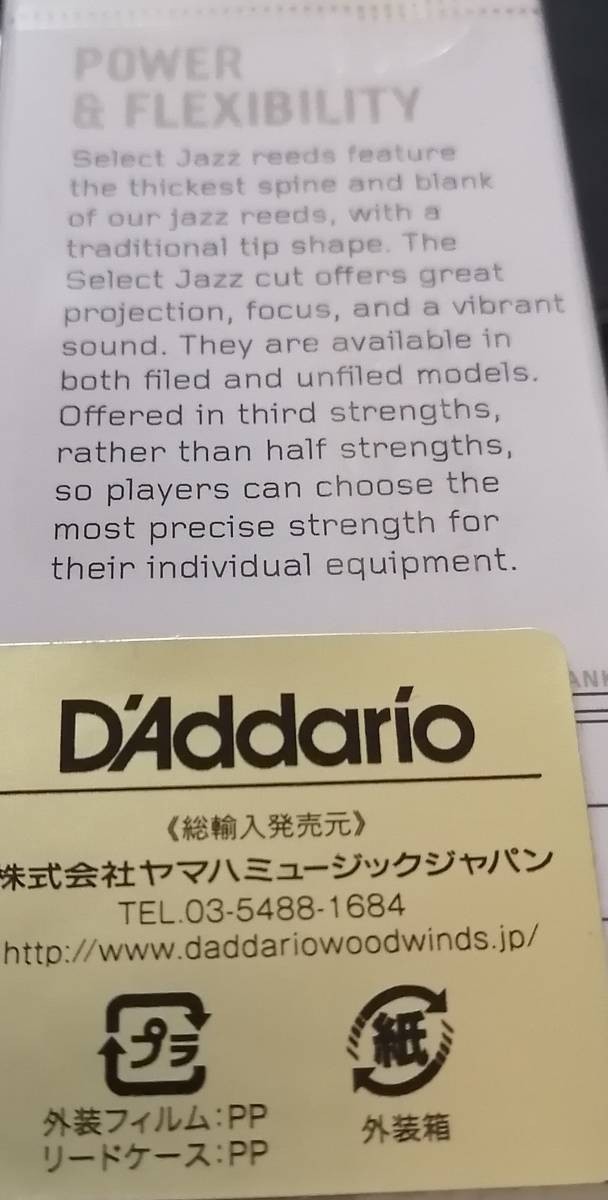 POWER
& FLEXIBILITY
Select Jazz reeds feature
the thickest spine and blank
of our jazz reeds, with a
traditional tip shape. The
Select Jazz cut offers great
projection, focus, and a vibrant
sound. They are available in
both filed and unfiled models.
Offered in third strengths,
rather than half strengths,
so players can choose the
most precise strength for
their individual equipment.
D'Addario
《総輸入発売元》
株式会社ヤマハミュージックジャパン
TEL.03-5488-1684
http://www.daddariowoodwinds.jp/
プラ 紙
外装フィルム:PP 外装箱
リードケース:PP